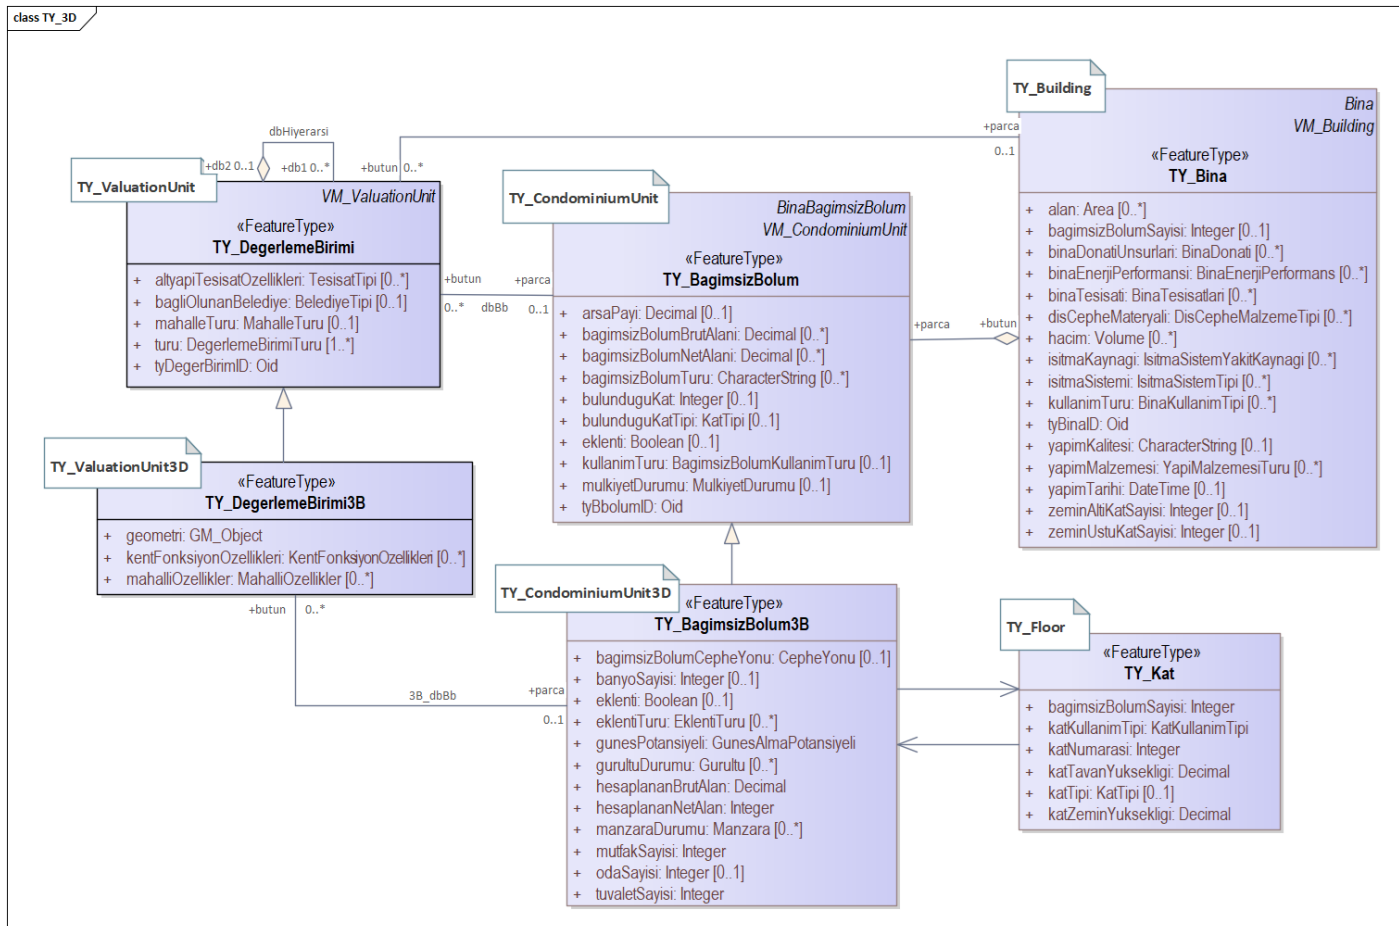 class TY_3D
dbHiyerarsi
+db2 0..1
+db1 0..*
+butun
0..*
+parca
0..1
TY_ValuationUnit
VM_ValuationUnit
«FeatureType»
TY_DegerlemeBirimi
+ altyapiTesisatOzellikleri: TesisatTipi [0..*]
+ bagliOlunanBelediye: BelediyeTipi [0..1]
+ mahalleTuru: MahalleTuru [0..1]
+ turu: DegerlemeBirimiTuru [1..*]
+ tyDegerBirimID: Oid
+butun
0..*
dbBb
+parca
0..1
TY_CondominiumUnit
BinaBagimsizBolum
VM_CondominiumUnit
«FeatureType»
TY_BagimsizBolum
+ arsaPayi: Decimal [0..1]
+ bagimsizBolumBrutAlani: Decimal [0..*]
+ bagimsizBolumNetAlani: Decimal [0..*]
+ bagimsizBolumTuru: CharacterString [0..*]
+ bulunduguKat: Integer [0..1]
+ bulunduguKatTipi: KatTipi [0..1]
+ eklenti: Boolean [0..1]
+ kullanimTuru: BagimsizBolumKullanimTuru [0..1]
+ mulkiyetDurumu: MulkiyetDurumu [0..1]
+ tyBbolumID: Oid
+parca
+butun
TY_Building
Bina
VM_Building
«FeatureType»
TY_Bina
+ alan: Area [0..*]
+ bagimsizBolumSayisi: Integer [0..1]
+ binaDonatiUnsurlari: BinaDonati [0..*]
+ binaEnerjiPerformansi: BinaEnerjiPerformans [0..*]
+ binaTesisati: BinaTesisatlari [0..*]
+ disCepheMateryali: DisCepheMalzemeTipi [0..*]
+ hacim: Volume [0..*]
+ isitmaKaynagi: IsitmaSistemYakitKaynagi [0..*]
+ isitmaSistemi: IsitmaSistemTipi [0..*]
+ kullanimTuru: BinaKullanimTipi [0..*]
+ tyBinaID: Oid
+ yapimKalitesi: CharacterString [0..1]
+ yapimMalzemesi: YapiMalzemesiTuru [0..*]
+ yapimTarihi: DateTime [0..1]
+ zeminAltiKatSayisi: Integer [0..1]
+ zeminUstuKatSayisi: Integer [0..1]
TY_ValuationUnit3D
«FeatureType»
TY_DegerlemeBirimi3B
+ geometri: GM_Object
+ kentFonksiyonOzellikleri: KentFonksiyonOzellikleri [0..*]
+ mahalliOzellikler: MahalliOzellikler [0..*]
+butun
0..*
3B_dbBb
+parca
0..1
TY_CondominiumUnit3D
«FeatureType»
TY_BagimsizBolum3B
+ bagimsizBolumCepheYonu: CepheYonu [0..1]
+ banyoSayisi: Integer [0..1]
+ eklenti: Boolean [0..1]
+ eklentiTuru: EklentiTuru [0..*]
+ gunesPotansiyeli: GunesAlmaPotansiyeli
+ gurultuDurumu: Gurultu [0..*]
+ hesaplananBrutAlan: Decimal
+ hesaplananNetAlan: Integer
+ manzaraDurumu: Manzara [0..*]
+ mutfakSayisi: Integer
+ odaSayisi: Integer [0..1]
+ tuvaletSayisi: Integer
TY_Floor
«FeatureType»
TY_Kat
+ bagimsizBolumSayisi: Integer
+ katKullanimTipi: KatKullanimTipi
+ katNumarasi: Integer
+ katTavanYuksekligi: Decimal
+ katTipi: KatTipi [0..1]
+ katZeminYuksekligi: Decimal